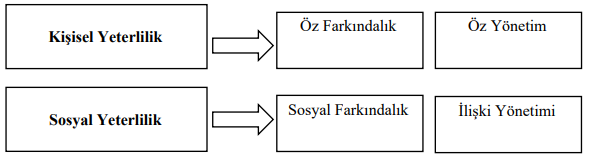 Kişisel Yeterlilik
Öz Farkındalık
Öz Yönetim
Sosyal Yeterlilik
Sosyal Farkındalık
İlişki Yönetimi